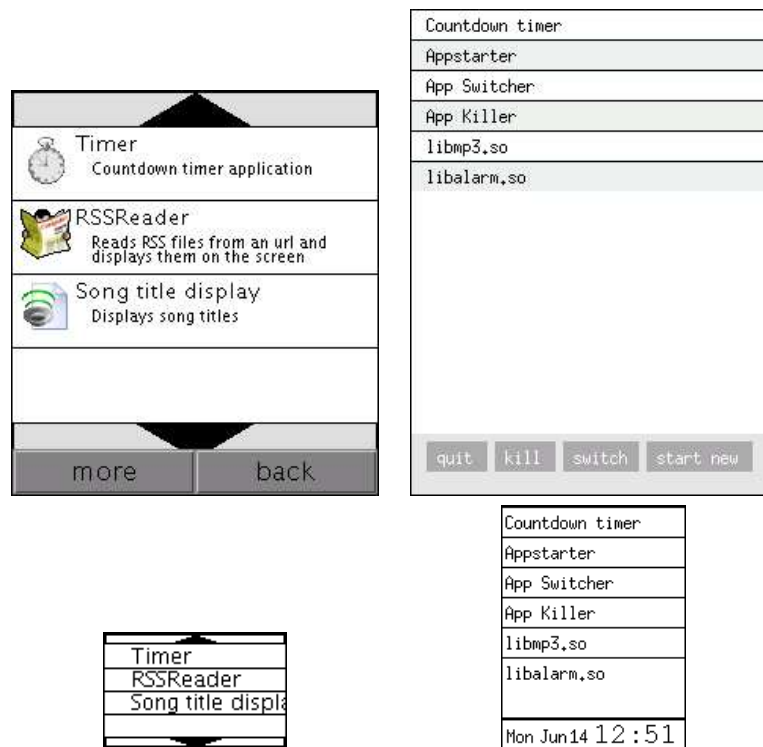 Timer
Countdown timer application
RSSReader
Reads RSS files from an url and
displays them on the screen
Song title display
Displays song titles
more back
Countdown timer
Appstarter
App Switcher
App Killer
libmp3.so
libalarm.so
quit kill switch start new
Timer
RSSReader
Song title displa
Countdown timer
Appstarter
App Switcher
App Killer
libmp3.so
libalarm.so
Mon Jun 14 12:51